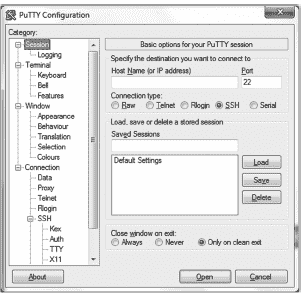 PuTTY Configuration
Category:
Session
Logging
Terminal
Keyboard
Bell
Features
Window
Appearance
Behaviour
Translation
Selection
Colours
Connection
Data
Proxy
Telnet
Rlogin
SSH
Kex
Auth
TTY
X11
Basic options for your PuTTY session
Specify the destination you want to connect to
Host Name (or IP address)
Port
22
Connection type:
Raw
Telnet
Rlogin
SSH
Serial
Load, save or delete a stored session
Saved Sessions
Default Settings
Load
Save
Delete
Close window on exit:
Always
Never
Only on clean exit
About
Open
Cancel